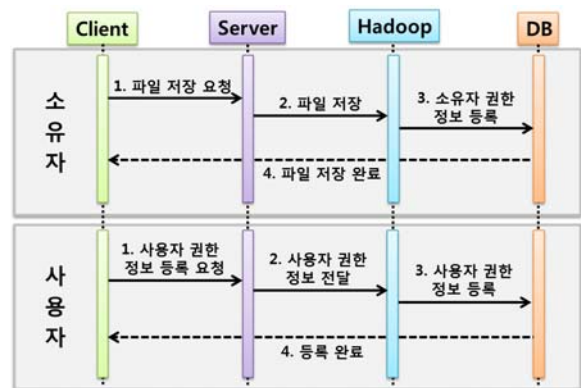 Client Server Hadoop DB
소유자
1. 파일 저장 요청
2. 파일 저장
3. 소유자 권한
정보 등록
4. 파일 저장 완료
사용자
1. 사용자 권한
정보 등록 요청
2. 사용자 권한
정보 전달
3. 사용자 권한
정보 등록
4. 등록 완료